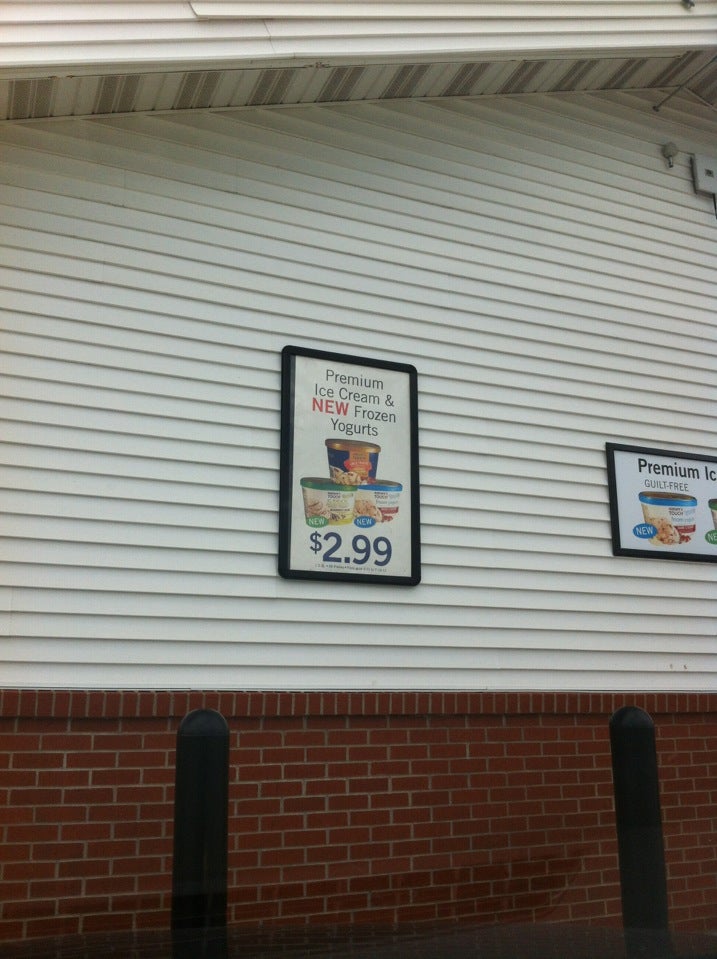 Premium
Ice Cream &
NEW Frozen
Yogurts
NEW
NEW
$2.99
Premium Ic
GUILT-FREE
NEW